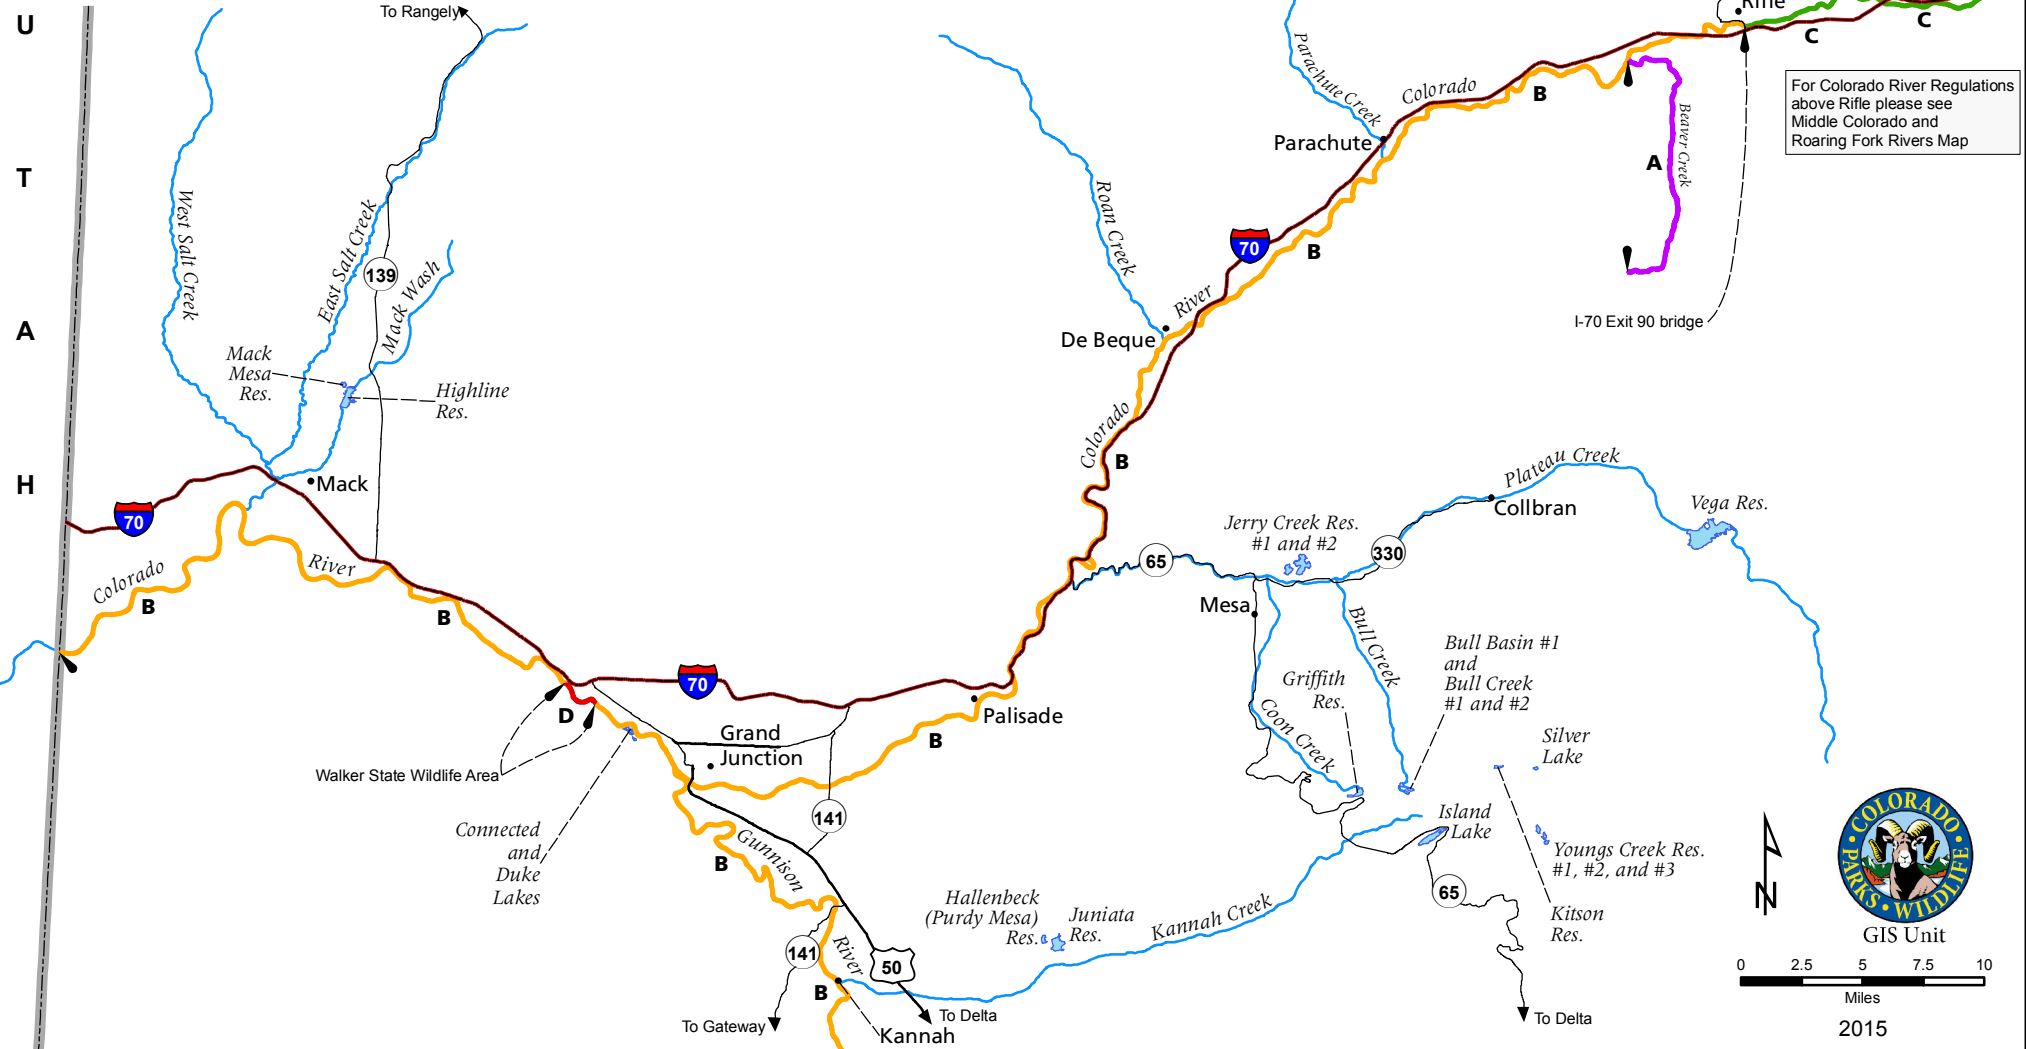 U
T
A
H
To Rangely
West Salt Creek
East Salt Creek
139
Mack Wash
Mack
Mesa
Res.
Highline
Res.
Mack
70
Colorado
River
B
B
D
Walker State Wildlife Area
Connected
and
Duke
Lakes
70
Grand
Junction
141
Gunnison
River
B
B
141
50
To Gateway
To Delta
Kannah
Palisade
B
Hallenbeck
(Purdy Mesa)
Res.
Juniata
Res.
Kannah Creek
Parachute Creek
Parachute
Colorado
B
Rifle
C
C
For Colorado River Regulations
above Rifle please see
Middle Colorado and
Roaring Fork Rivers Map
Beaver Creek
A
I-70 Exit 90 bridge
70
B
Roan Creek
River
De Beque
Colorado
B
65
Jerry Creek Res.
#1 and #2
330
Plateau Creek
Collbran
Vega Res.
Mesa
Bull Creek
Coon Creek
Griffith
Res.
Bull Basin #1
and
Bull Creek
#1 and #2
Silver
Lake
Island
Lake
Youngs Creek Res.
#1, #2, and #3
Kitson
Res.
65
To Delta
N
COLORADO
PARKS • WILDLIFE
GIS Unit
0 2.5 5 7.5 10
Miles
2015